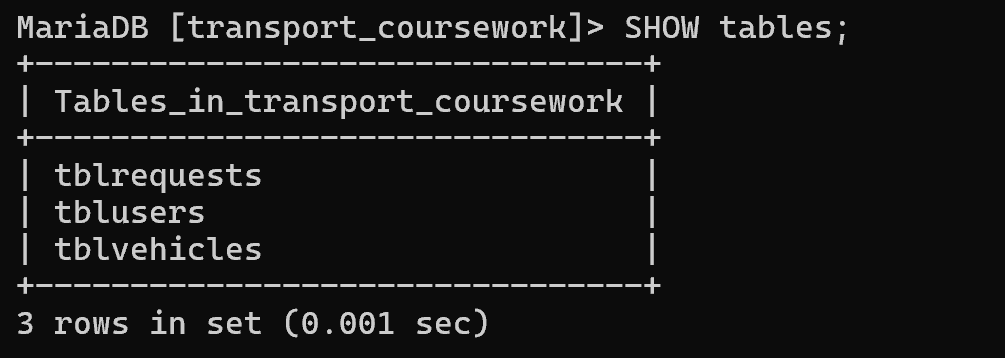 MariaDB [transport_coursework]> SHOW tables;
+--------------------------------+
| Tables_in_transport_coursework |
+--------------------------------+
| tblrequests                    |
| tblusers                       |
| tblvehicles                    |
+--------------------------------+
3 rows in set (0.001 sec)